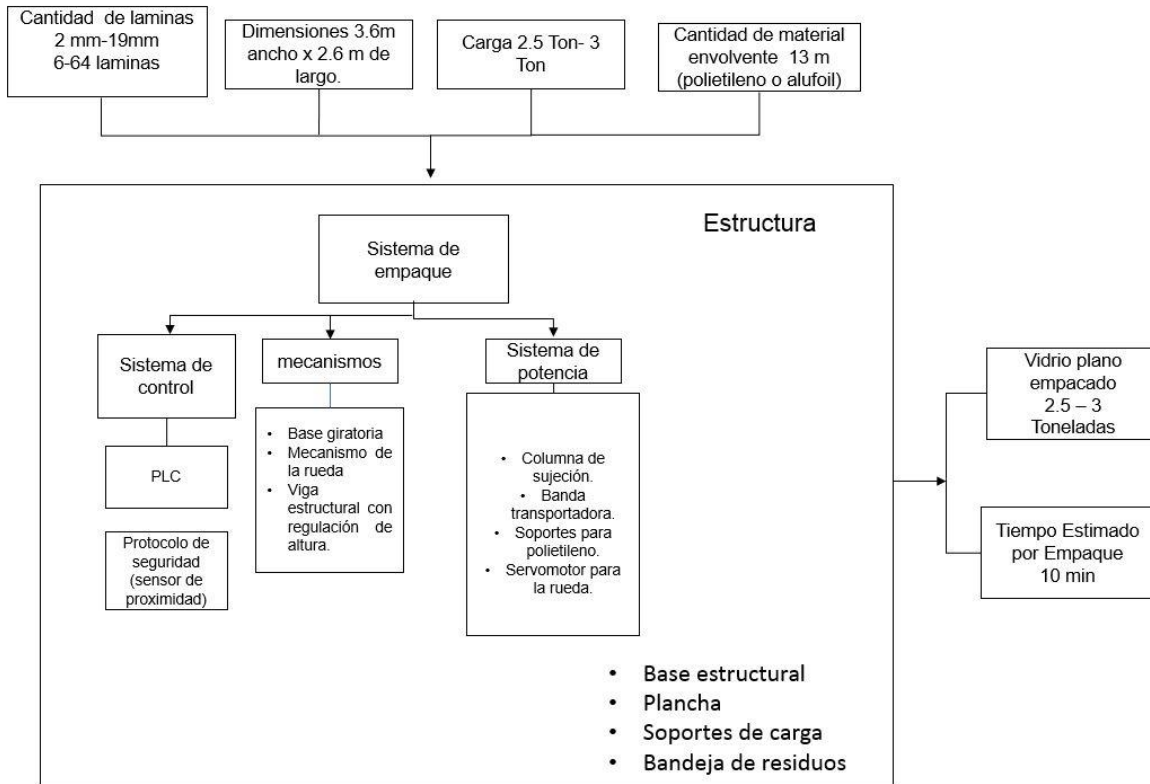 Cantidad de laminas
2 mm-19mm
6-64 laminas
Dimensiones 3.6m
ancho x 2.6 m de
largo.
Carga 2.5 Ton- 3
Ton
Cantidad de material
envolvente 13 m
(polietileno o alufoil)
Estructura
Sistema de
empaque
Sistema de
control
mecanismos
Sistema de
potencia
PLC
Protocolo de
seguridad
(sensor de
proximidad)
• Base giratoria
• Mecanismo de
la rueda
• Viga
estructural con
regulación de
altura.
• Columna de
sujeción.
• Banda
transportadora.
• Soportes para
polietileno.
• Servomotor para
la rueda.
Vidrio plano
empacado
2.5 – 3
Toneladas
Tiempo Estimado
por Empaque
10 min
• Base estructural
• Plancha
• Soportes de carga
• Bandeja de residuos